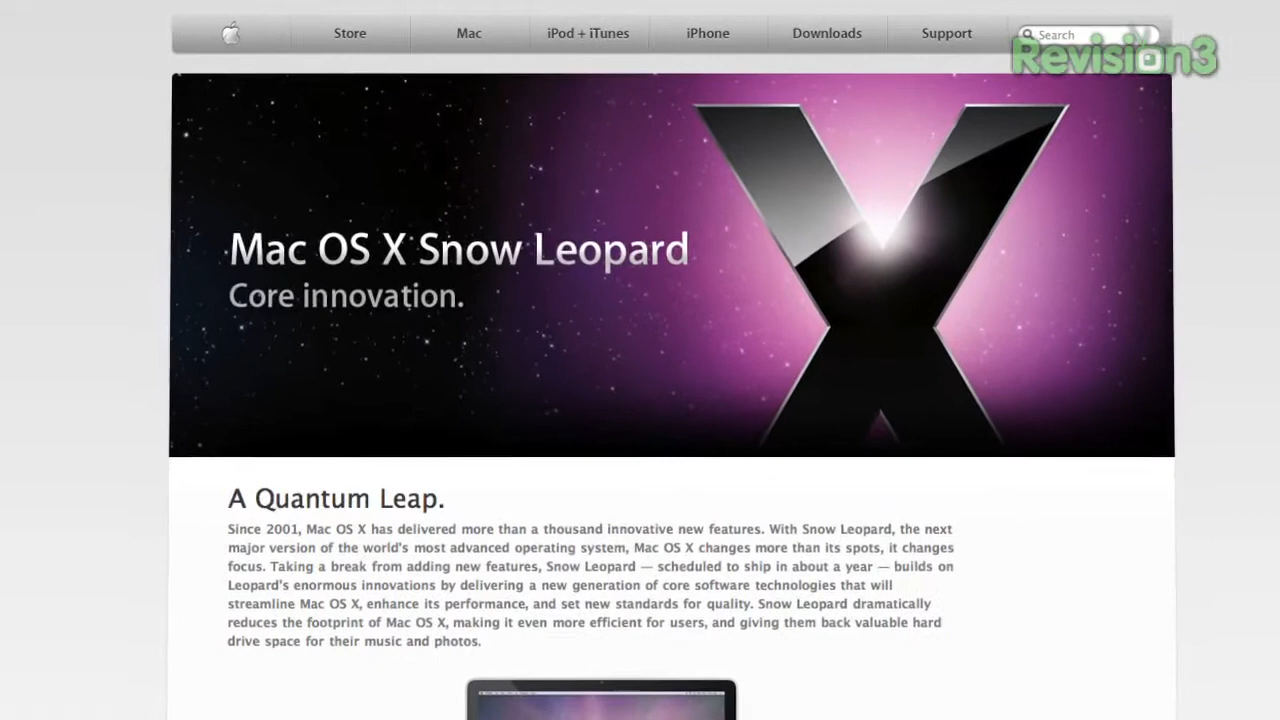 Store Mac iPod + iTunes iPhone Downloads Support Search
Revision3
Mac OS X Snow Leopard
Core innovation.
A Quantum Leap.
Since 2001, Mac OS X has delivered more than a thousand innovative new features. With Snow Leopard, the next
major version of the world's most advanced operating system, Mac OS X changes more than its spots, it changes
focus. Taking a break from adding new features, Snow Leopard — scheduled to ship in about a year — builds on
Leopard's enormous innovations by delivering a new generation of core software technologies that will
streamline Mac OS X, enhance its performance, and set new standards for quality. Snow Leopard dramatically
reduces the footprint of Mac OS X, making it even more efficient for users, and giving them back valuable hard
drive space for their music and photos.